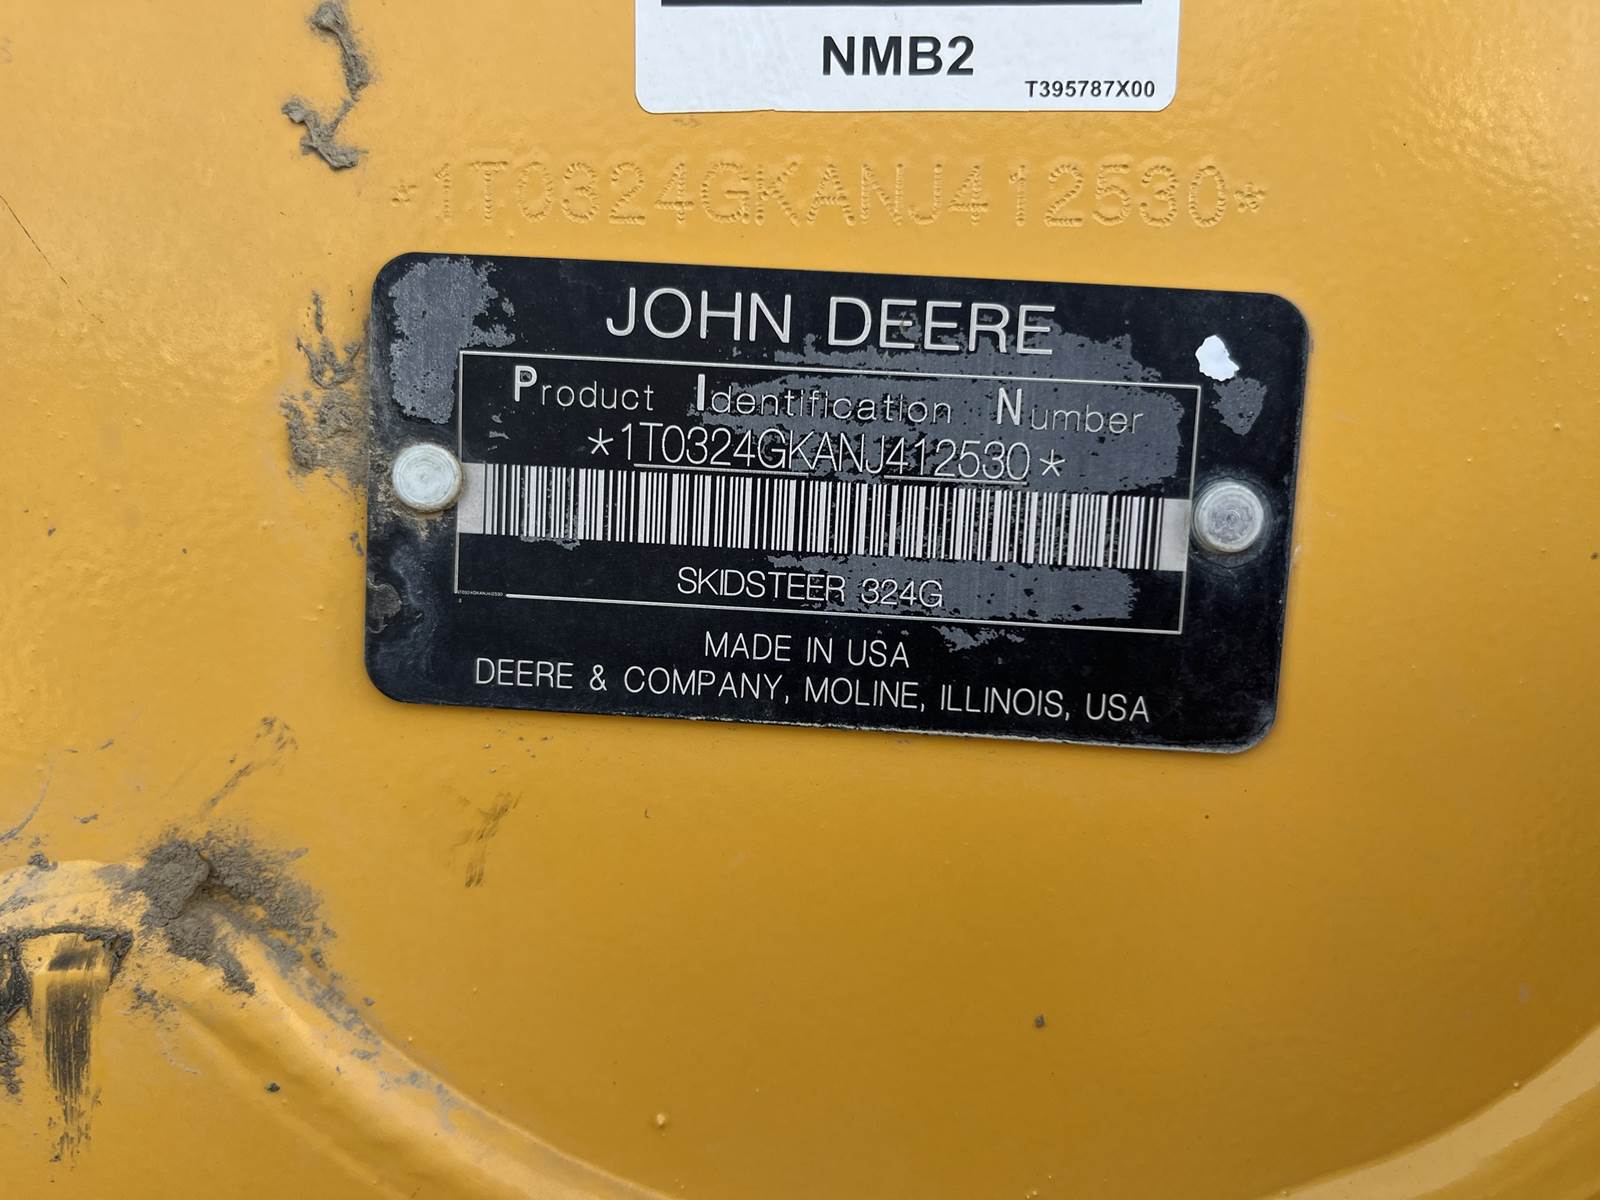 NMB2
T395787X00
*1T0324GKANJ412530*
JOHN DEERE
Product Identification Number
*1T0324GKANJ412530*
SKIDSTEER 324G
1T0324GKANJ412530
MADE IN USA
DEERE & COMPANY, MOLINE, ILLINOIS, USA